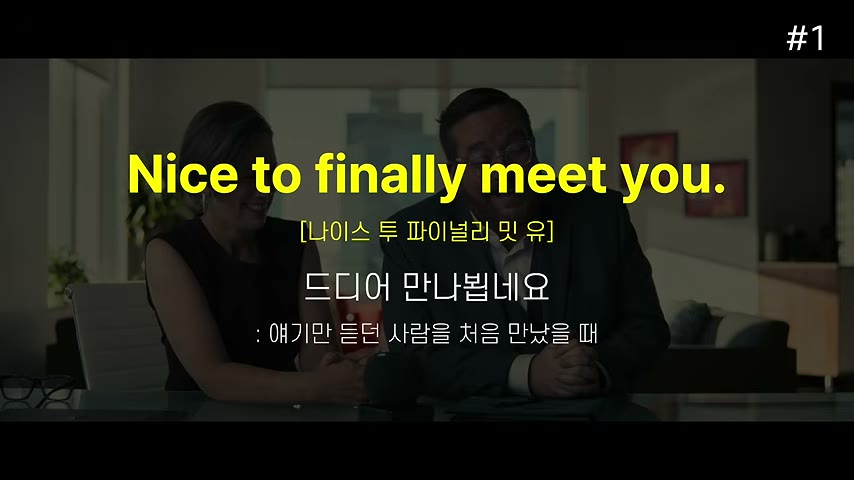 #1
Nice to finally meet you.
[나이스 투 파이널리 밋 유]
드디어 만나뵙네요
: 얘기만 듣던 사람을 처음 만났을 때